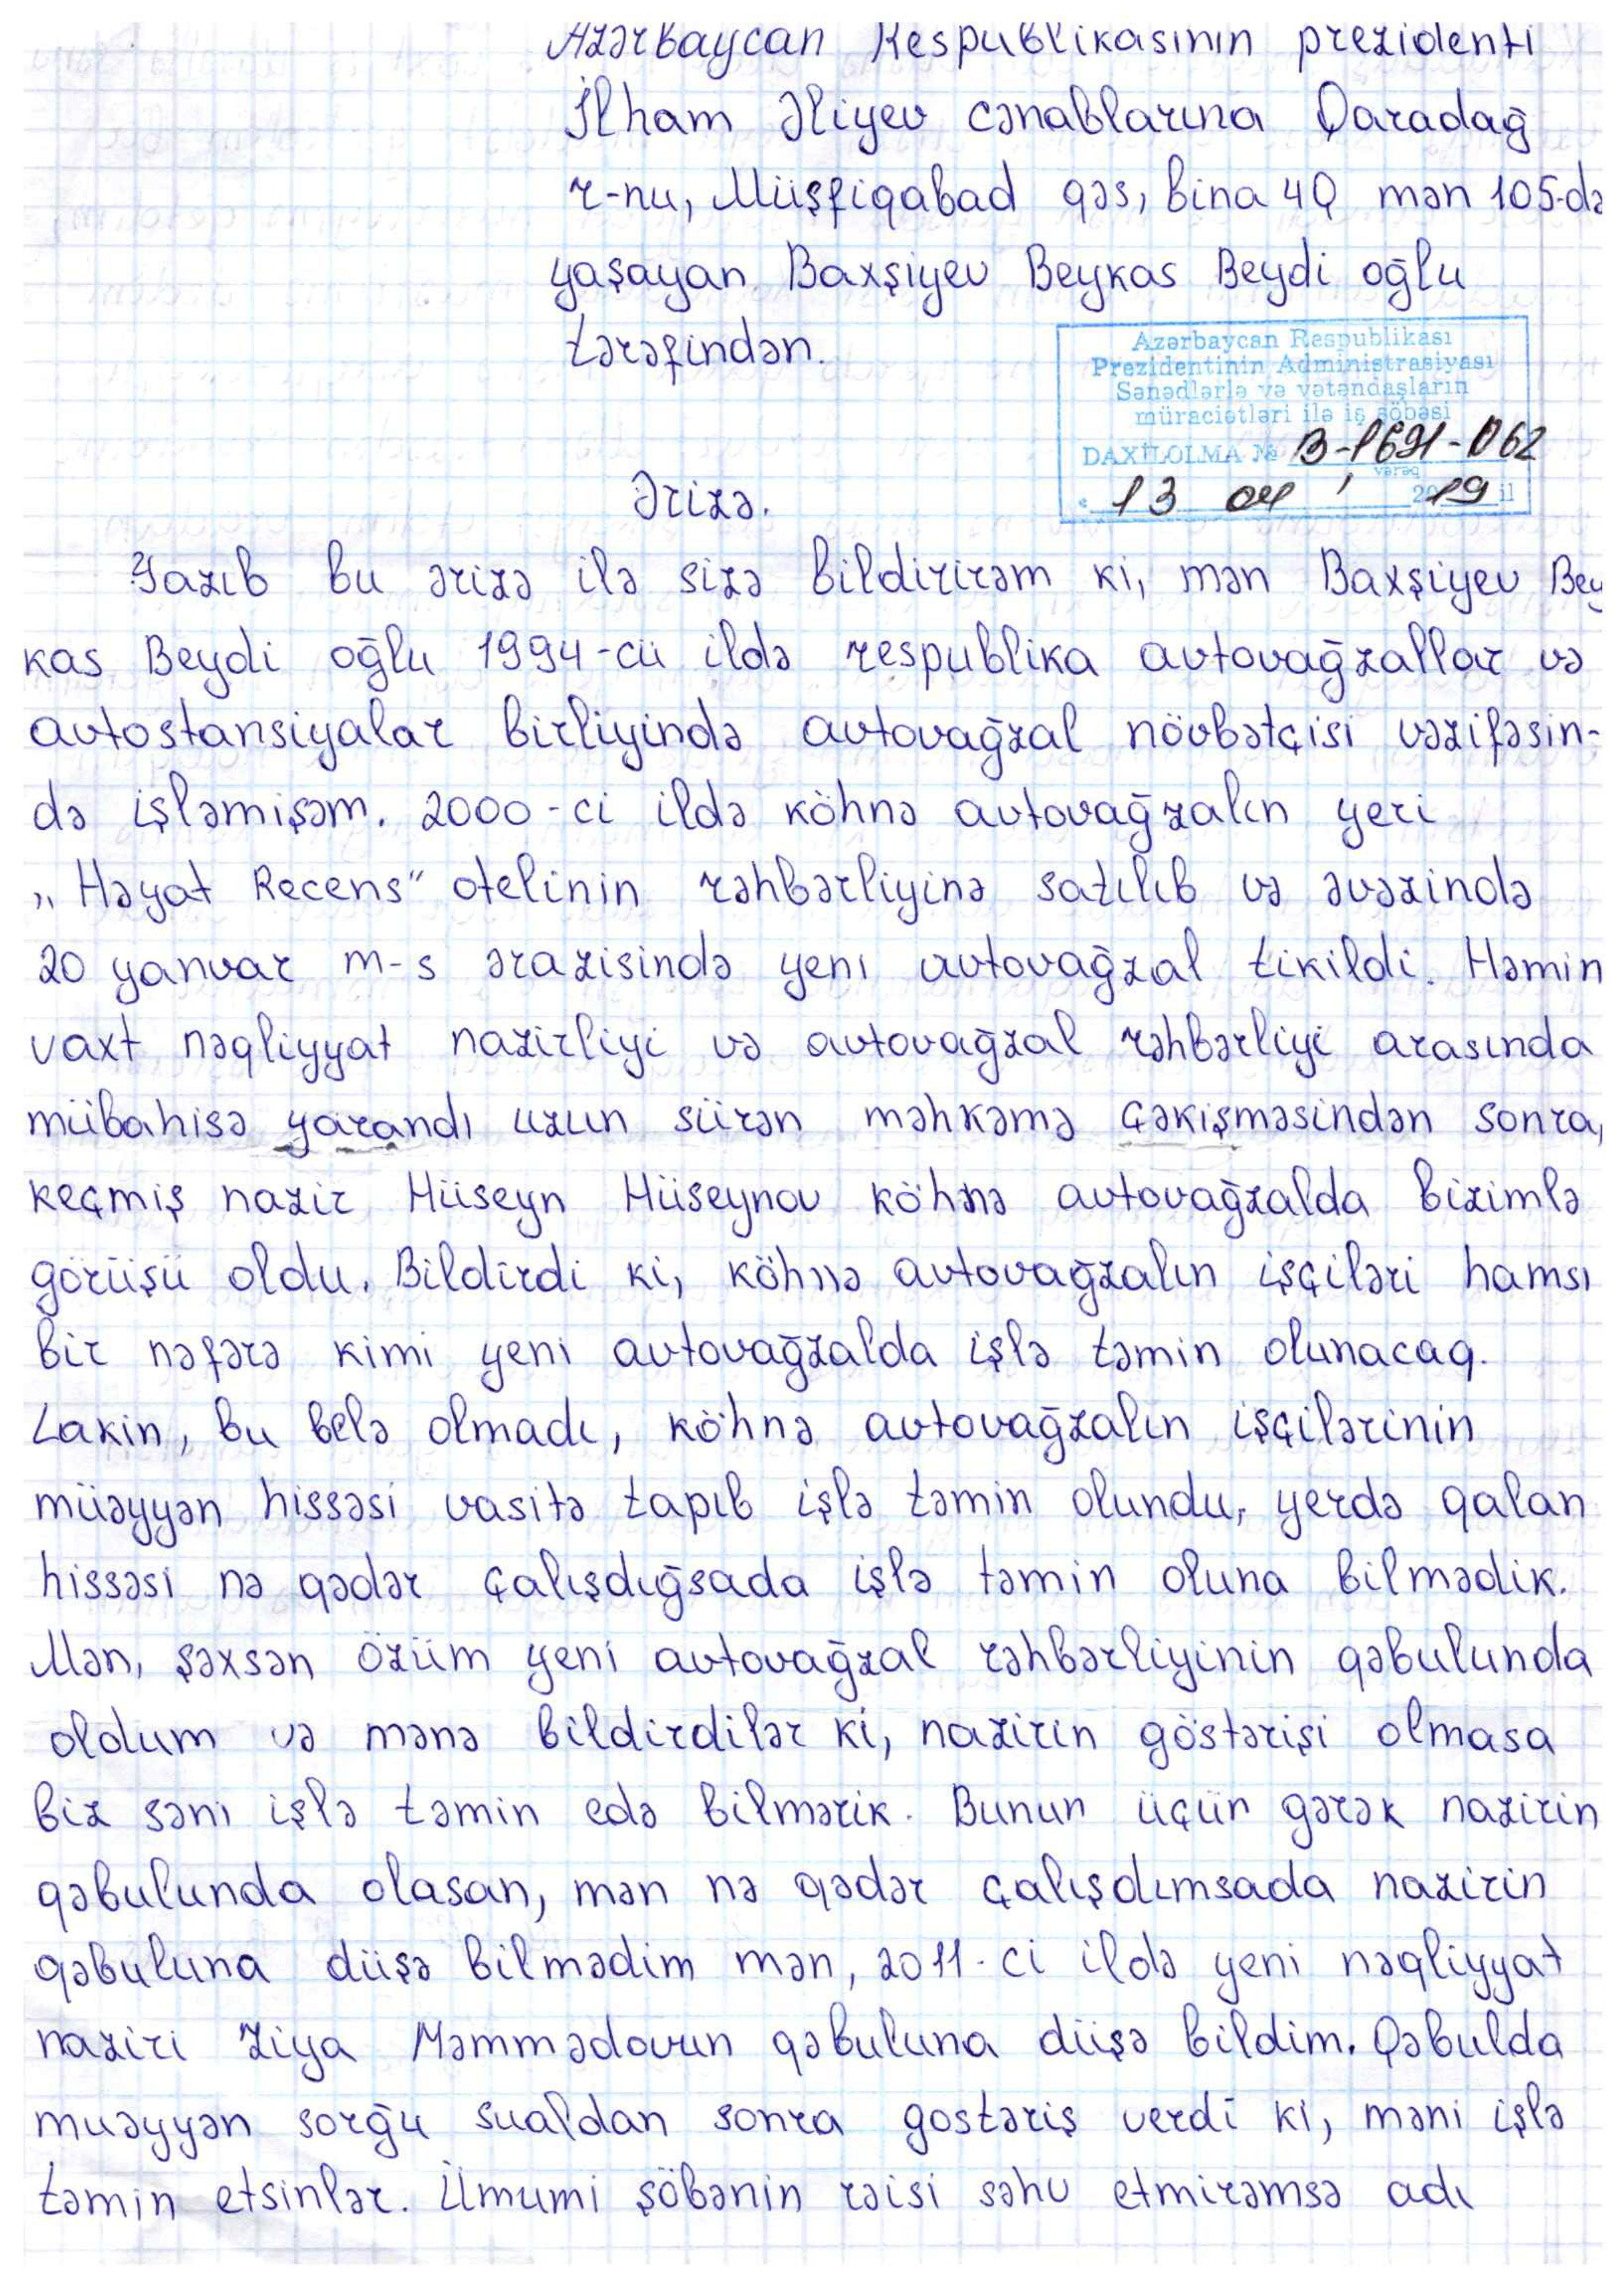 Azərbaycan Respublikasının prezidenti
İlham Əliyev cənablarına Qaradağ
r-nu, Müşfiqabad qəs, bina 4Q mən 105-də
yaşayan Baxşiyev Beykas Beydi oğlu
tərəfindən.
Azərbaycan Respublikası
Prezidentinin Administrasiyası
Sənədlərlə və vətəndaşların
müraciətləri ilə iş şöbəsi
DAXİLOLMA № B-1691-062
vərəq
« 13 04 2019 il
Ərizə.
Yazıb bu ərizə ilə sizə bildirirəm ki, mən Baxşiyev Bey
kas Beydi oğlu 1994-cü ildə respublika avtovağzallar və
avtostansiyalar birliyində avtovağzal növbətçisi vəzifəsin-
də işləmişəm. 2000-ci ildə köhnə avtovağzalın yeri
„Həyat Recens" otelinin rəhbərliyinə satılıb və əvəzində
20 yanvar m-s ərazisində yeni avtovağzal tikildi. Həmin
vaxt nəqliyyat nazirliyi və avtovağzal rəhbərliyi arasında
mübahisə yarandı uzun sürən məhkəmə çəkişməsindən sonra,
keçmiş nazir Hüseyn Hüseynov köhnə avtovağzalda bizimlə
görüşü oldu. Bildirdi ki, köhnə avtovağzalın işçiləri hamsı
bir nəfərə kimi yeni avtovağzalda işlə təmin olunacaq.
Lakin, bu belə olmadı, köhnə avtovağzalın işçilərinin
müəyyən hissəsi vasitə tapıb işlə təmin olundu, yerdə qalan
hissəsi nə qədər çalışdığsada işlə təmin oluna bilmədik.
Mən, şəxsən özüm yeni avtovağzal rəhbərliyinin qəbulunda
oldum və mənə bildirdilər ki, nazirin göstərişi olmasa
biz səni işlə təmin edə bilmərik. Bunun üçün gərək nazirin
qəbulunda olasan, mən nə qədər çalışdımsada nazirin
qəbuluna düşə bilmədim mən, 2011-ci ildə yeni nəqliyyat
naziri Ziya Məmmədovun qəbuluna düşə bildim. Qəbulda
muəyyən sorğu sualdan sonra gostəriş verdi ki, məni işlə
təmin etsinlər. Ümumi şöbənin rəisi səhv etmirəmsə adı